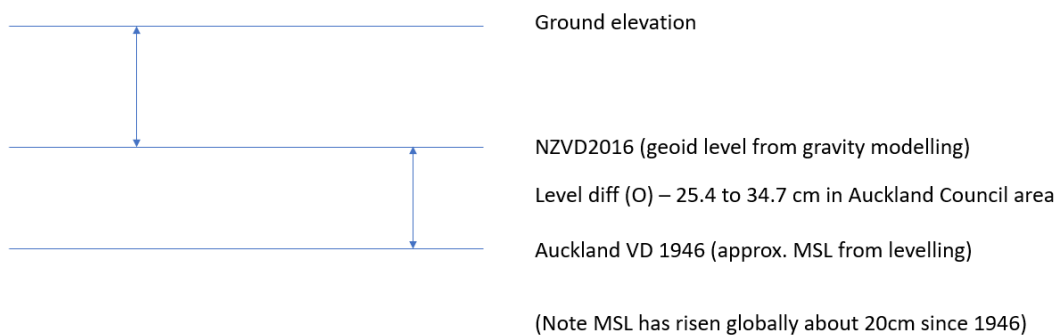 Ground elevation
NZVD2016 (geoid level from gravity modelling)
Level diff (O) – 25.4 to 34.7 cm in Auckland Council area
Auckland VD 1946 (approx. MSL from levelling)
(Note MSL has risen globally about 20cm since 1946)